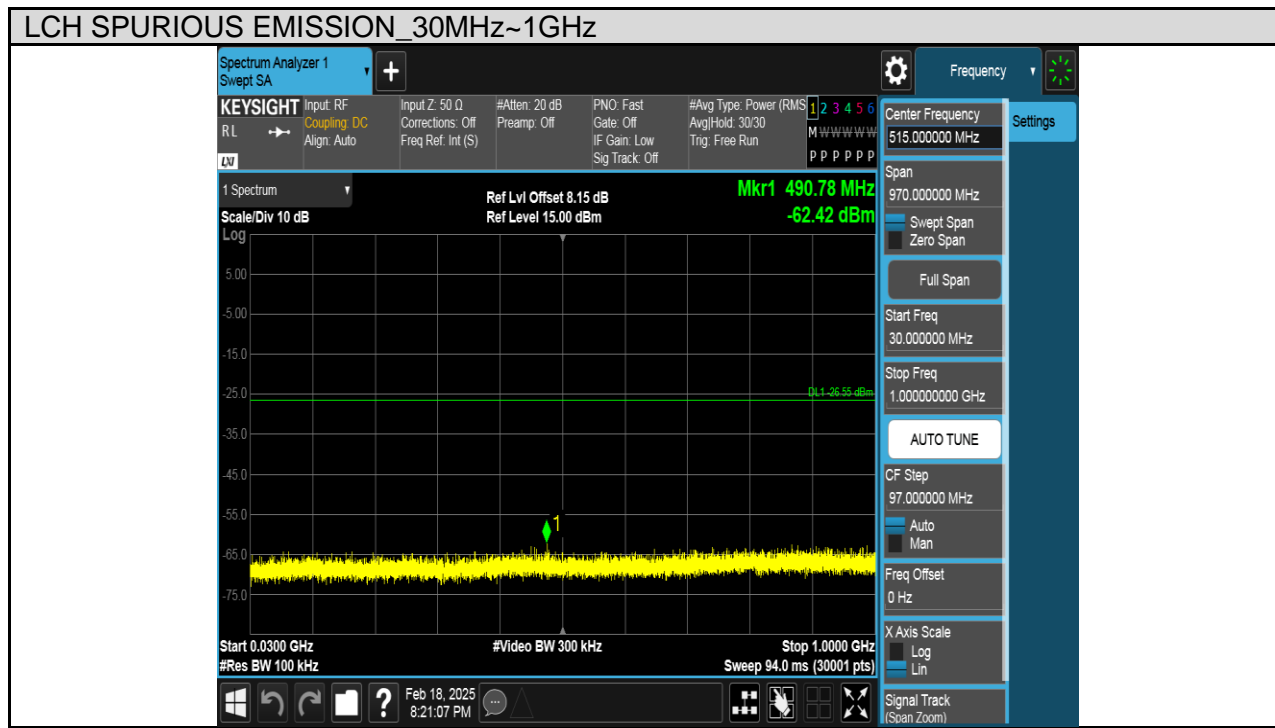 LCH SPURIOUS EMISSION_30MHz~1GHz
Spectrum Analyzer 1
Swept SA
+
Frequency
KEYSIGHT
RL
LXI
Input: RF
Coupling: DC
Align: Auto
Input Z: 50 Ω
Corrections: Off
Freq Ref: Int (S)
#Atten: 20 dB
Preamp: Off
PNO: Fast
Gate: Off
IF Gain: Low
Sig Track: Off
#Avg Type: Power (RMS
Avg|Hold: 30/30
Trig: Free Run
1 2 3 4 5 6
M W W W W W
P P P P P P
Center Frequency
515.000000 MHz
Settings
1 Spectrum
Scale/Div 10 dB
Ref Lvl Offset 8.15 dB
Ref Level 15.00 dBm
Mkr1 490.78 MHz
-62.42 dBm
Span
970.000000 MHz
Swept Span
Zero Span
Full Span
Start Freq
30.000000 MHz
Stop Freq
1.000000000 GHz
AUTO TUNE
CF Step
97.000000 MHz
Auto
Man
Freq Offset
0 Hz
X Axis Scale
Log
Lin
Signal Track
(Span Zoom)
Log
5.00
-5.00
-15.0
-25.0
DL1 -26.55 dBm
-35.0
-45.0
-55.0
1
-65.0
-75.0
Start 0.0300 GHz
#Video BW 300 kHz
Stop 1.0000 GHz
#Res BW 100 kHz
Sweep 94.0 ms (30001 pts)
?
Feb 18, 2025
8:21:07 PM